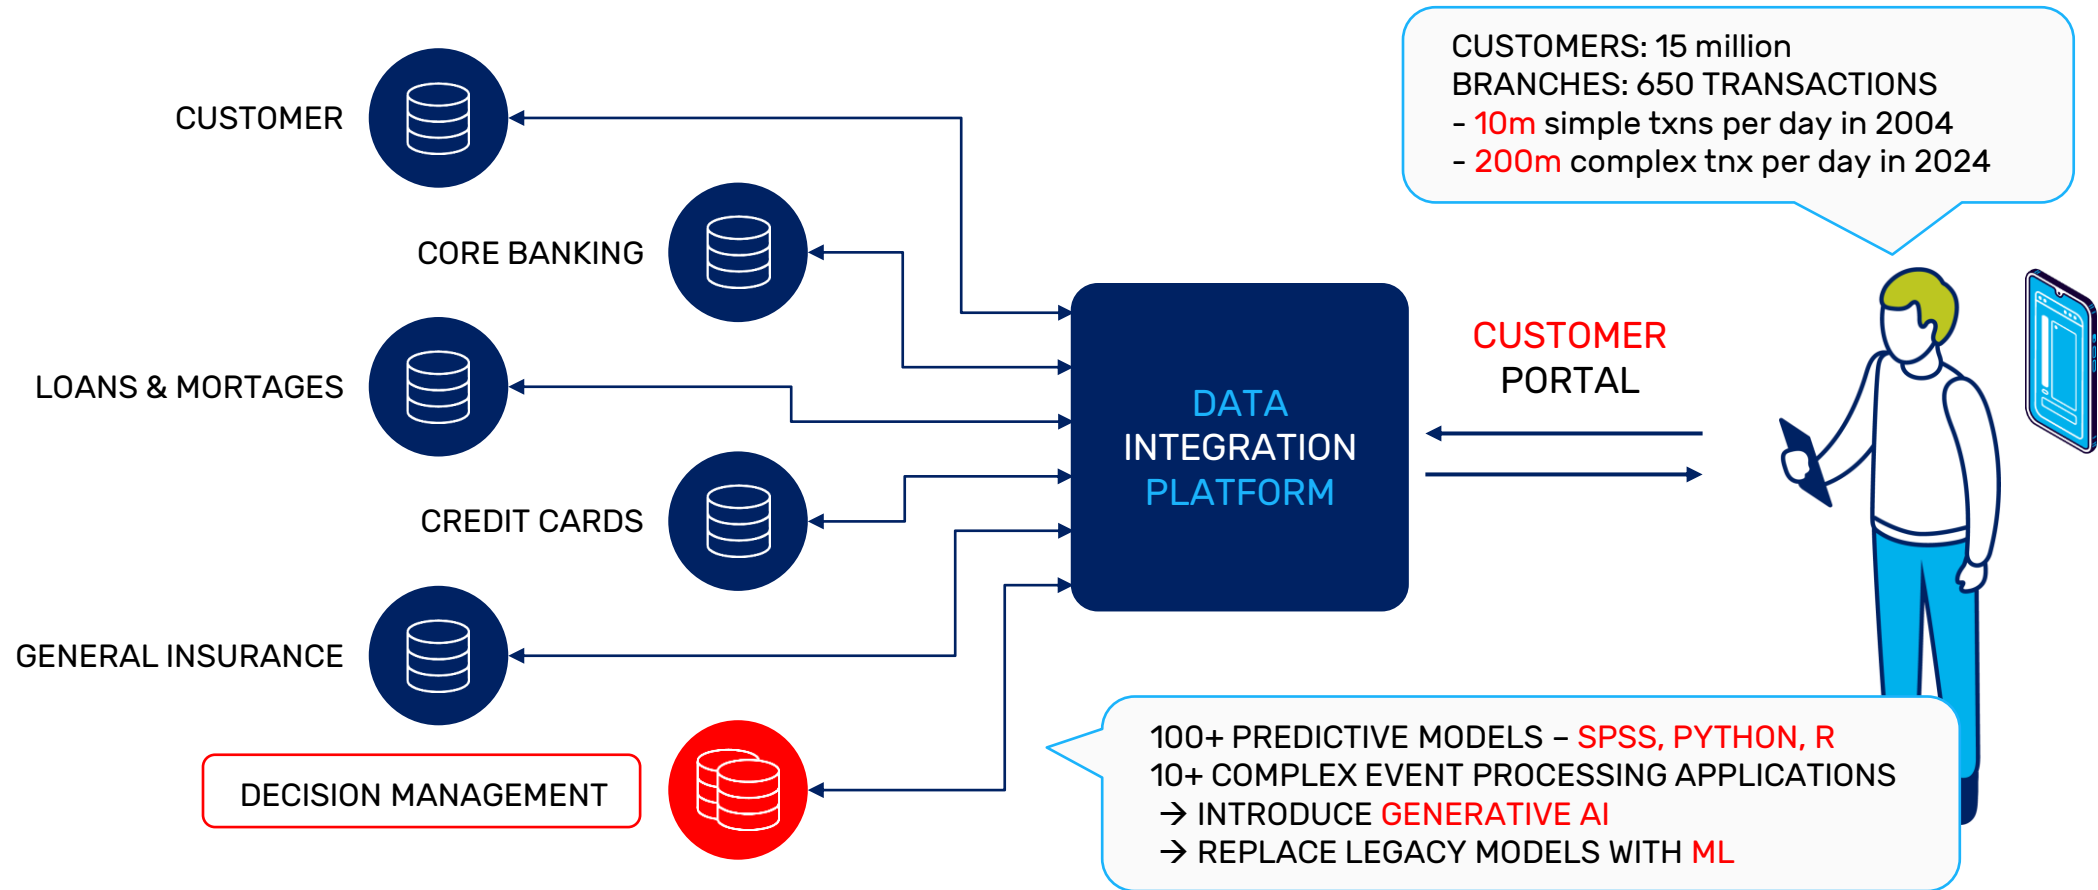 CUSTOMERS: 15 million
BRANCHES: 650 TRANSACTIONS
- 10m simple txns per day in 2004
- 200m complex tnx per day in 2024
CUSTOMER
CORE BANKING
LOANS & MORTAGES
CREDIT CARDS
GENERAL INSURANCE
DECISION MANAGEMENT
DATA
INTEGRATION
PLATFORM
CUSTOMER
PORTAL
100+ PREDICTIVE MODELS – SPSS, PYTHON, R
10+ COMPLEX EVENT PROCESSING APPLICATIONS
→ INTRODUCE GENERATIVE AI
→ REPLACE LEGACY MODELS WITH ML